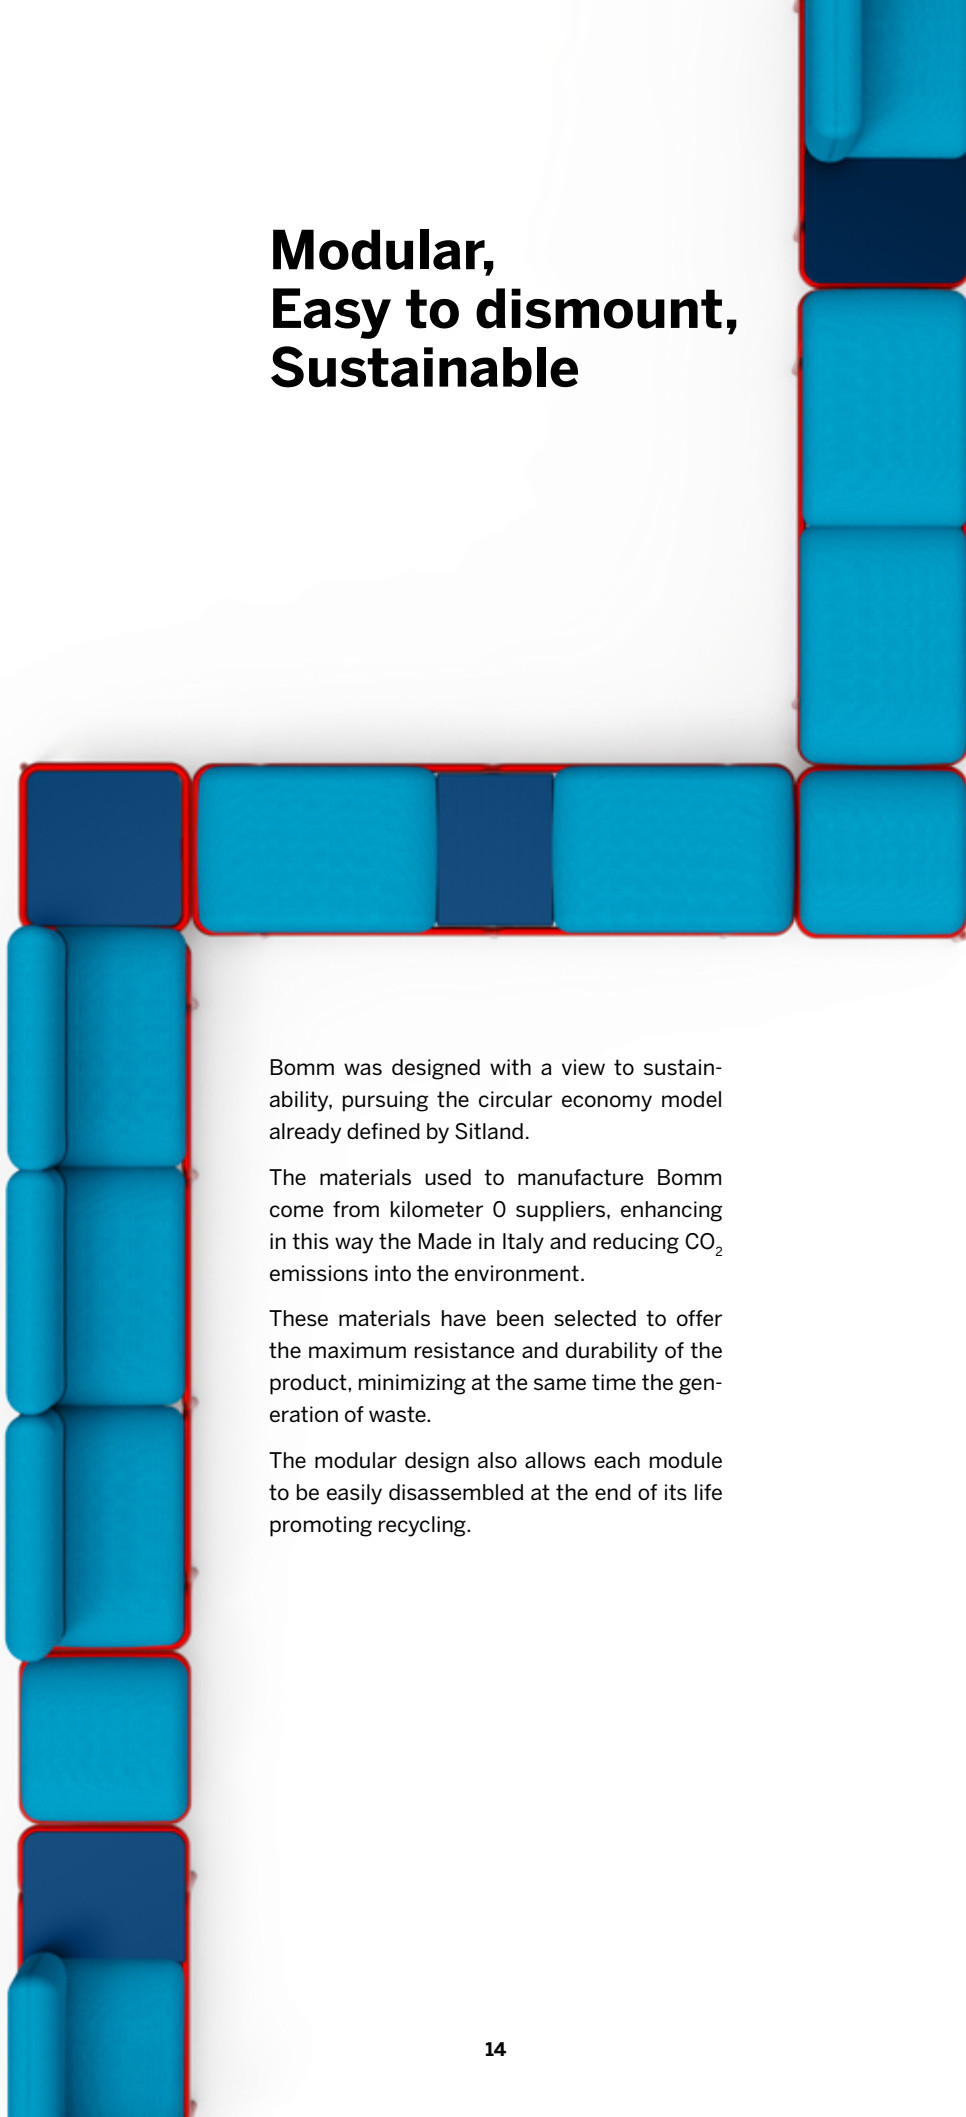 Modular,
Easy to dismount,
Sustainable
Bomm was designed with a view to sustain-
ability, pursuing the circular economy model
already defined by Sitland.
The materials used to manufacture Bomm
come from kilometer 0 suppliers, enhancing
in this way the Made in Italy and reducing CO₂
emissions into the environment.
These materials have been selected to offer
the maximum resistance and durability of the
product, minimizing at the same time the gen-
eration of waste.
The modular design also allows each module
to be easily disassembled at the end of its life
promoting recycling.
14